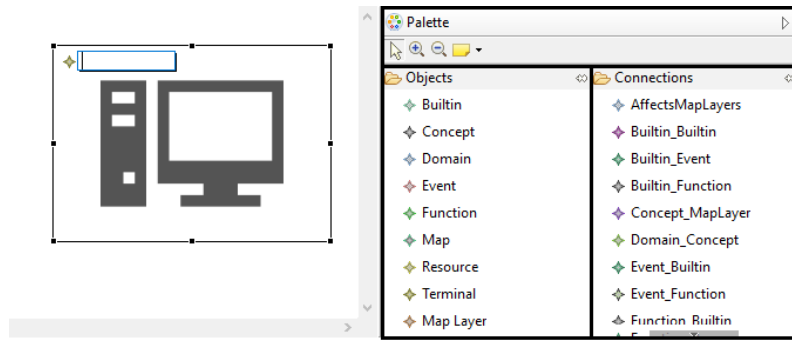 Palette
Objects
Builtin
Concept
Domain
Event
Function
Map
Resource
Terminal
Map Layer
Connections
AffectsMapLayers
Builtin_Builtin
Builtin_Event
Builtin_Function
Concept_MapLayer
Domain_Concept
Event_Builtin
Event_Function
Function_Builtin